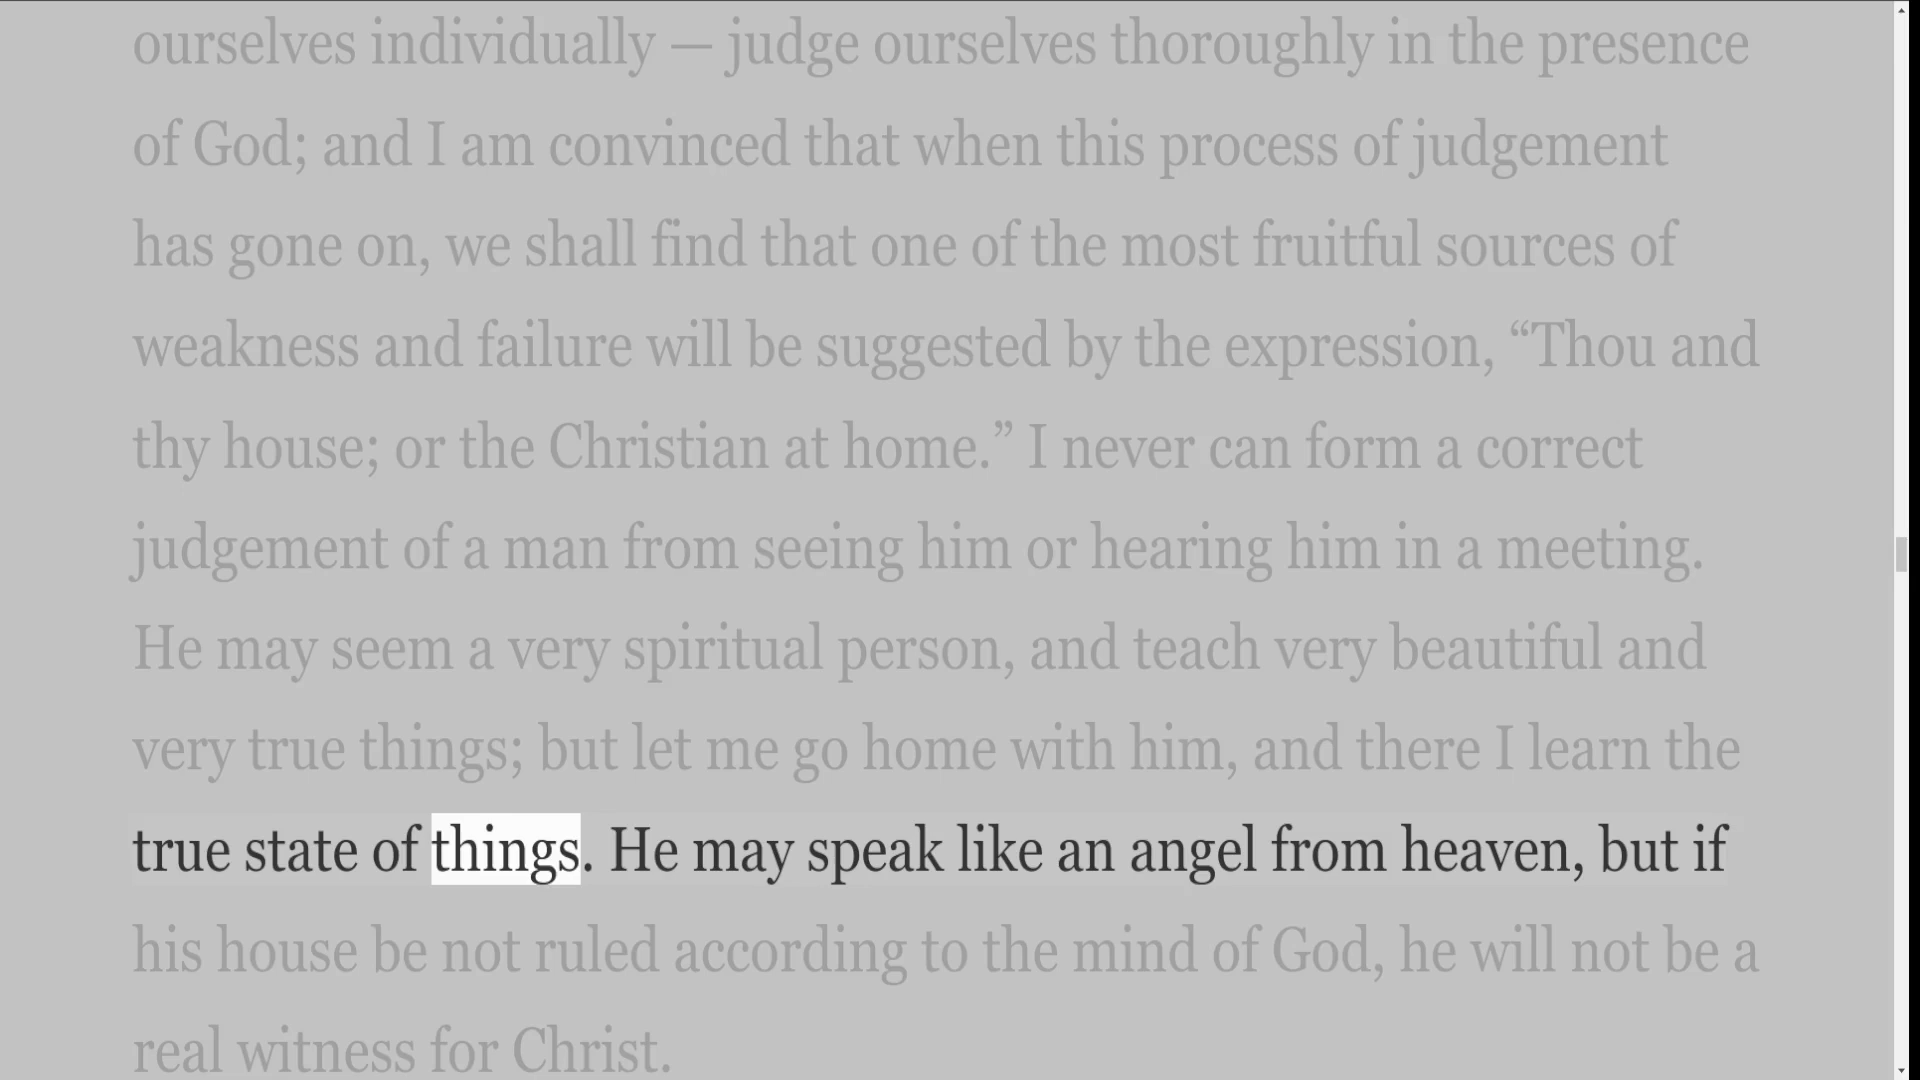 ourselves individually — judge ourselves thoroughly in the presence
of God; and I am convinced that when this process of judgement
has gone on, we shall find that one of the most fruitful sources of
weakness and failure will be suggested by the expression, “Thou and
thy house; or the Christian at home.” I never can form a correct
judgement of a man from seeing him or hearing him in a meeting.
He may seem a very spiritual person, and teach very beautiful and
very true things; but let me go home with him, and there I learn the
true state of things. He may speak like an angel from heaven, but if
his house be not ruled according to the mind of God, he will not be a
real witness for Christ.